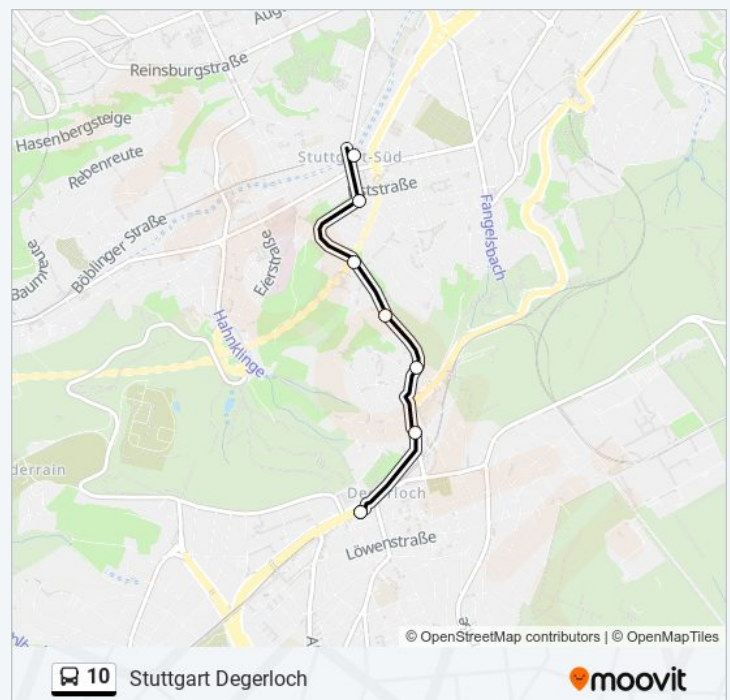 Aug
Reinsburgstraße
Hasenbergsteige
Rebenreute
Stuttgart-Süd
tstraße
Fangelsbach
Böblinger Straße
Eierstraße
Baumreute
Hahnklinge
derrain
Degerloch
Löwenstraße
© OpenStreetMap contributors | © OpenMapTiles
10 Stuttgart Degerloch
moovit